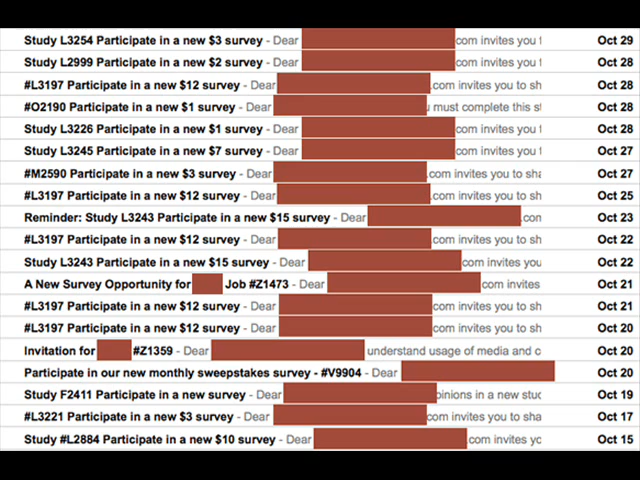 Study L3254 Participate in a new $3 survey - Dear com invites you Oct 29
Study L2999 Participate in a new $2 survey - Dear com invites you Oct 28
#L3197 Participate in a new $12 survey - Dear .com invites you to sh Oct 28
#O2190 Participate in a new $1 survey - Dear must complete this st Oct 28
Study L3226 Participate in a new $1 survey - Dear com invites you Oct 28
Study L3245 Participate in a new $7 survey - Dear com invites you Oct 27
#M2590 Participate in a new $3 survey - Dear .com invites you to sha Oct 27
#L3197 Participate in a new $12 survey - Dear .com invites you to sh Oct 25
Reminder: Study L3243 Participate in a new $15 survey - Dear .com Oct 23
#L3197 Participate in a new $12 survey - Dear .com invites you to sh Oct 22
Study L3243 Participate in a new $15 survey - Dear .com invites you Oct 22
A New Survey Opportunity for Job #Z1473 - Dear .com invites Oct 21
#L3197 Participate in a new $12 survey - Dear com invites you to sh Oct 21
#L3197 Participate in a new $12 survey - Dear com invites you to sh Oct 20
Invitation for #Z1359 - Dear understand usage of media and c Oct 20
Participate in our new monthly sweepstakes survey - #V9904 - Dear Oct 20
Study F2411 Participate in a new survey - Dear pinions in a new stud Oct 19
#L3221 Participate in a new $3 survey - Dear com invites you to sha Oct 17
Study #L2884 Participate in a new $10 survey - Dear .com invites yo Oct 15